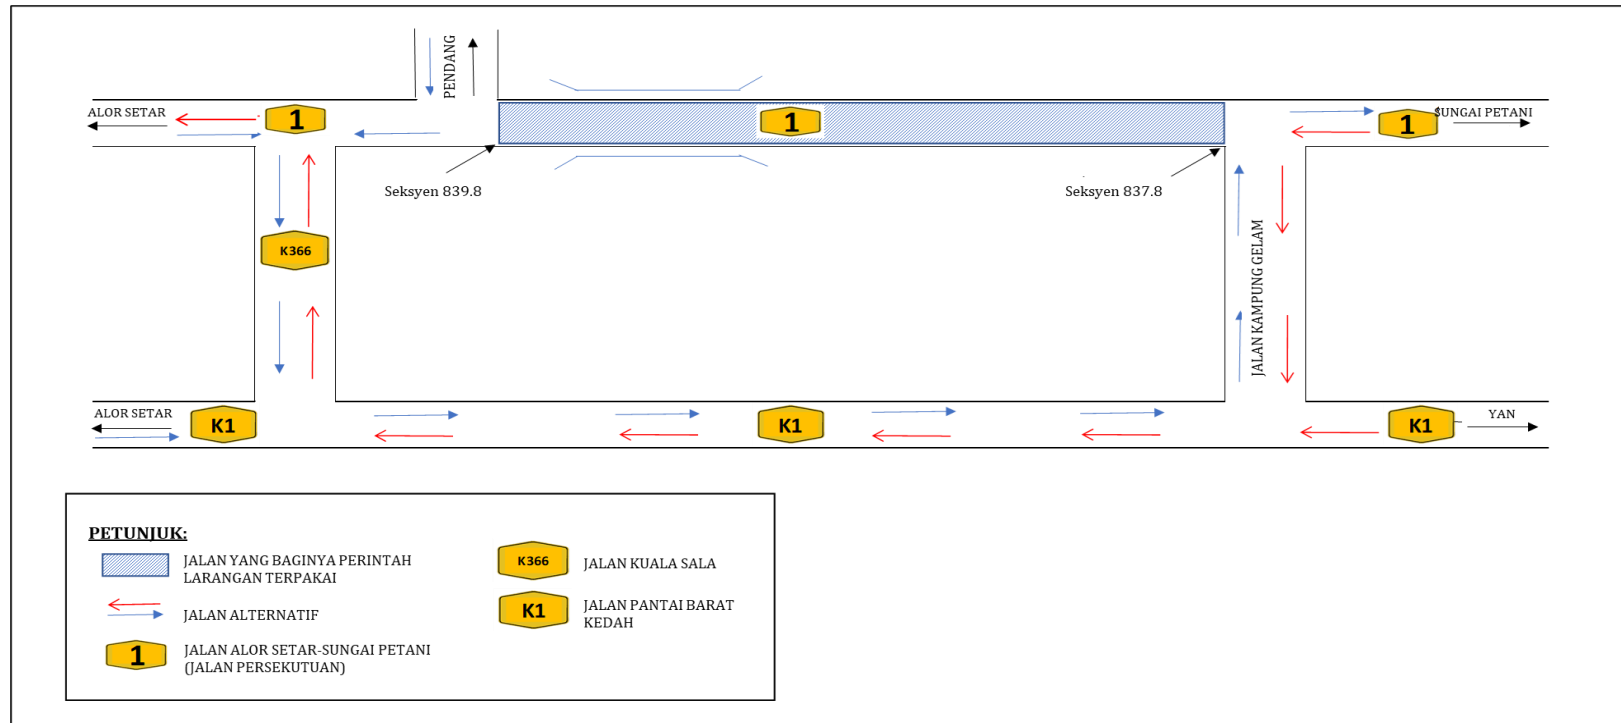 PENDANG
ALOR SETAR
1
1
1
SUNGAI PETANI
Seksyen 839.8
Seksyen 837.8
K366
JALAN KAMPUNG GELAM
ALOR SETAR
K1
K1
K1
YAN
PETUNJUK:
JALAN YANG BAGINYA PERINTAH
LARANGAN TERPAKAI
JALAN ALTERNATIF
1
JALAN ALOR SETAR-SUNGAI PETANI
(JALAN PERSEKUTUAN)
K366
JALAN KUALA SALA
K1
JALAN PANTAI BARAT
KEDAH